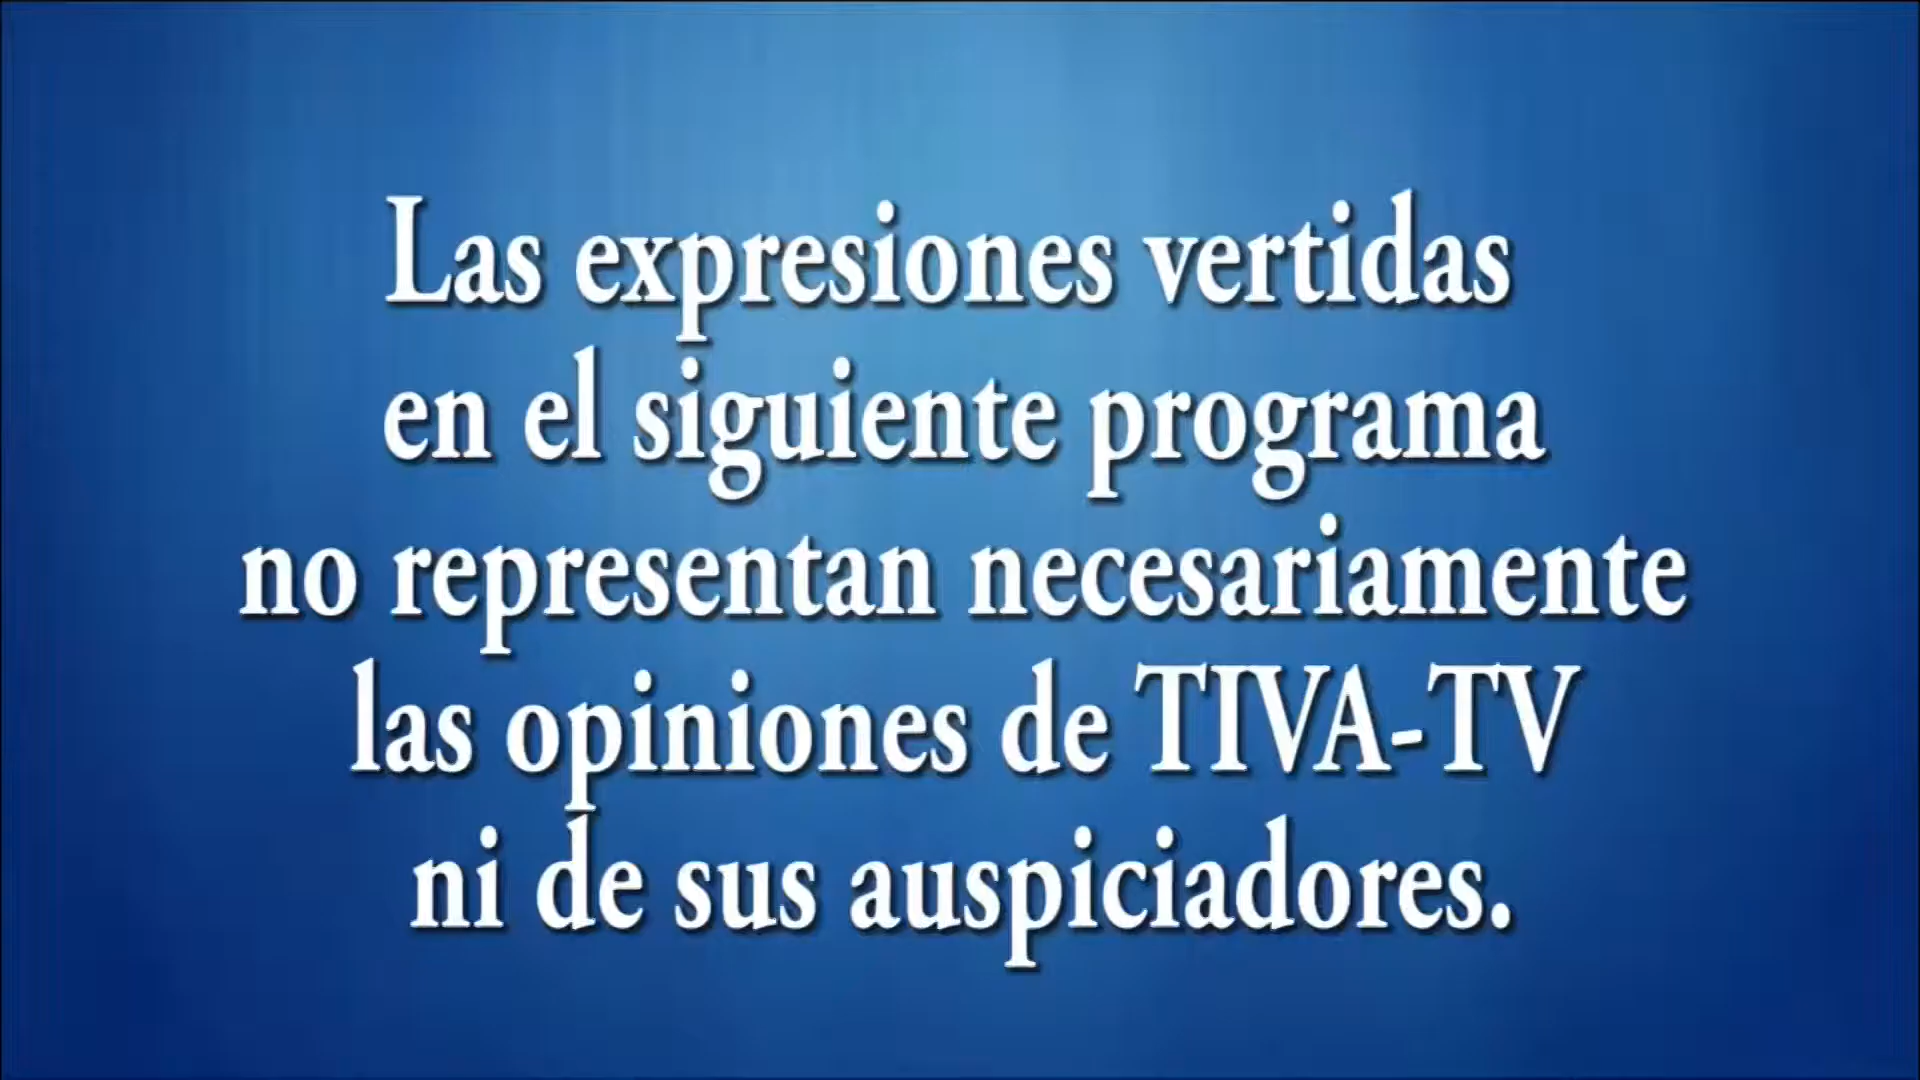 Las expresiones vertidas
en el siguiente programa
no representan necesariamente
las opiniones de TIVA-TV
ni de sus auspiciadores.